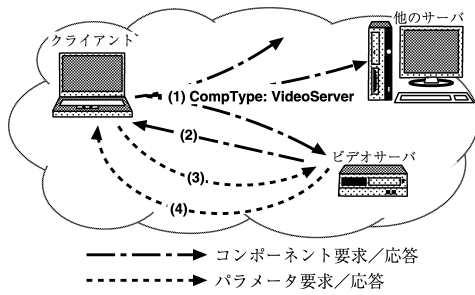 他のサーバ
クライアント
(1) CompType: VideoServer
(2)
ビデオサーバ
(3)
(4)
コンポーネント要求／応答
パラメータ要求／応答